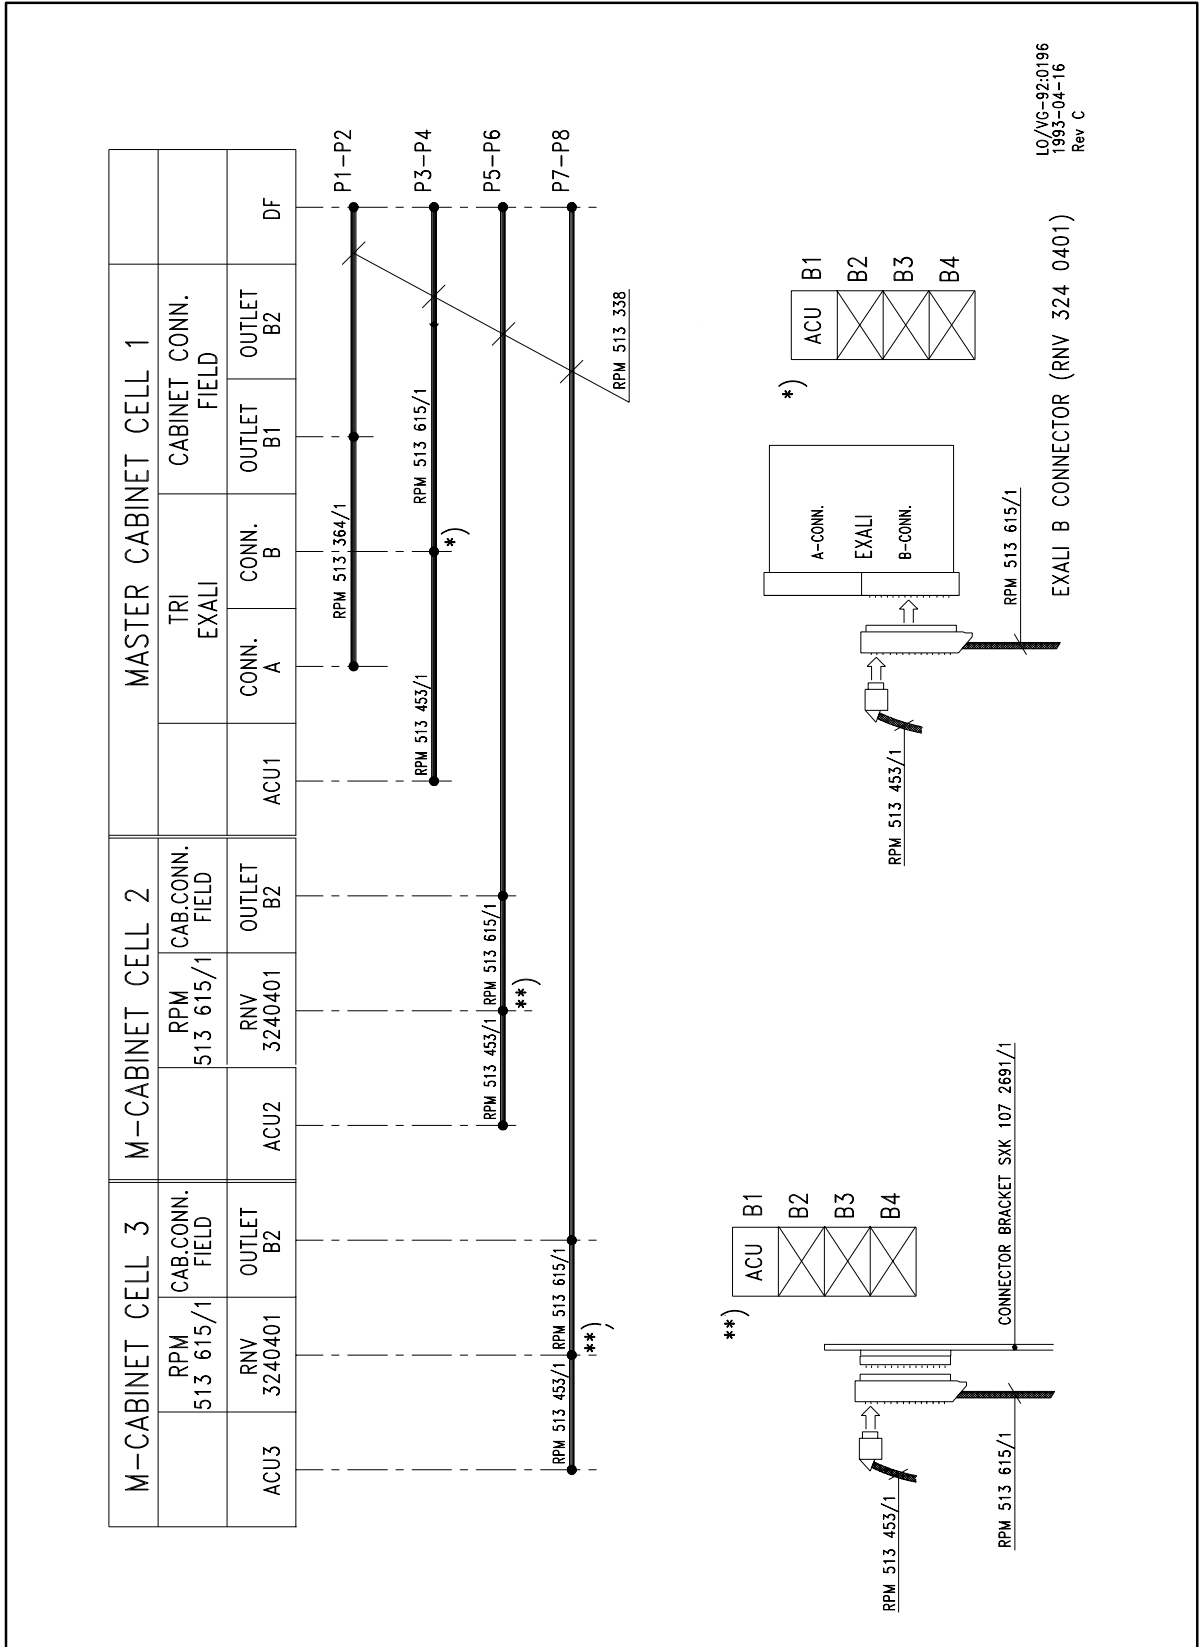 M-CABINET CELL 3
M-CABINET CELL 2
MASTER CABINET CELL 1
RPM
513 615/1
CAB.CONN.
FIELD
RPM
513 615/1
CAB.CONN.
FIELD
TRI
EXALI
CABINET CONN.
FIELD
ACU3
RNV
3240401
OUTLET
B2
ACU2
RNV
3240401
OUTLET
B2
ACU1
CONN.
A
CONN.
B
OUTLET
B1
OUTLET
B2
DF
RPM 513 364/1
P1-P2
RPM 513 453/1
RPM 513 615/1
P3-P4
*)
RPM 513 453/1
RPM 513 615/1
P5-P6
**)
RPM 513 453/1
RPM 513 615/1
P7-P8
**)
RPM 513 338
**)
ACU
B1
B2
B3
B4
RPM 513 453/1
RPM 513 615/1
CONNECTOR BRACKET SXK 107 2691/1
*)
ACU
B1
B2
B3
B4
A-CONN.
EXALI
B-CONN.
RPM 513 453/1
RPM 513 615/1
EXALI B CONNECTOR (RNV 324 0401)
LO/VG-92:0196
1993-04-16
Rev C